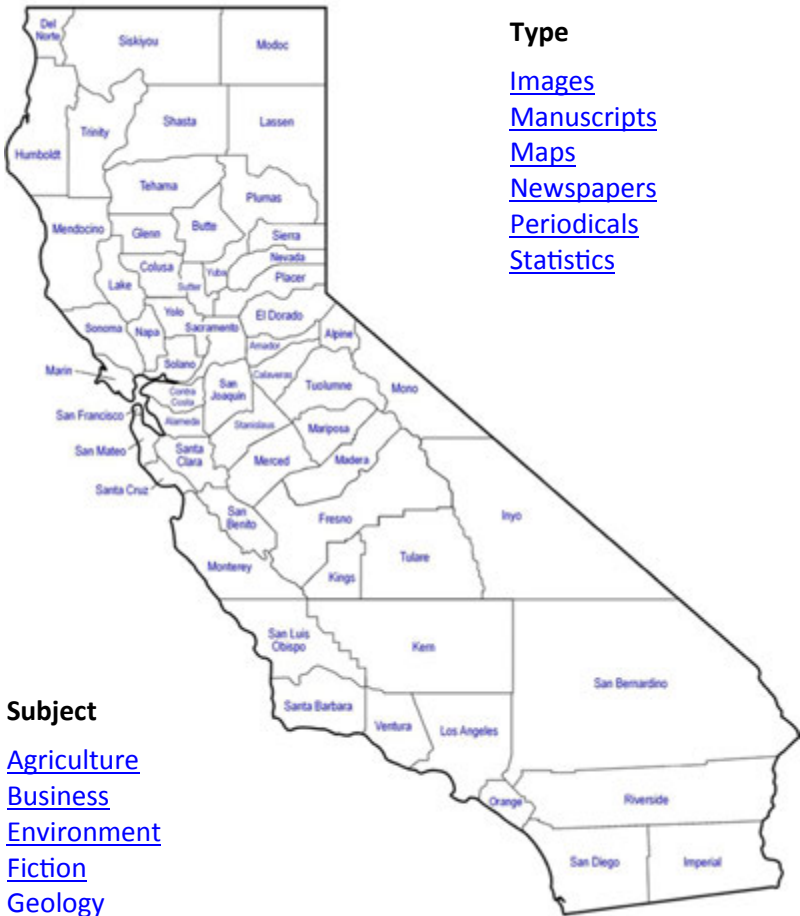 Del
Norte
Siskiyou
Modoc
Type
Images
Manuscripts
Maps
Newspapers
Periodicals
Statistics
Shasta
Lassen
Trinity
Humboldt
Tehama
Plumas
Mendocino
Glenn
Butte
Sierra
Nevada
Colusa
Yuba
Placer
Lake
Sutter
Yolo
El Dorado
Sonoma
Napa
Sacramento
Alpine
Amador
Solano
Marin
Calaveras
San
Joaquin
Tuolumne
Mono
Contra
Costa
San Francisco
Alameda
Stanislaus
Mariposa
San Mateo
Santa
Clara
Merced
Madera
Santa Cruz
San
Benito
Fresno
Inyo
Monterey
Kings
Tulare
San Luis
Obispo
Kern
San Bernardino
Santa Barbara
Ventura
Los Angeles
Subject
Agriculture
Business
Environment
Fiction
Geology
Orange
Riverside
San Diego
Imperial